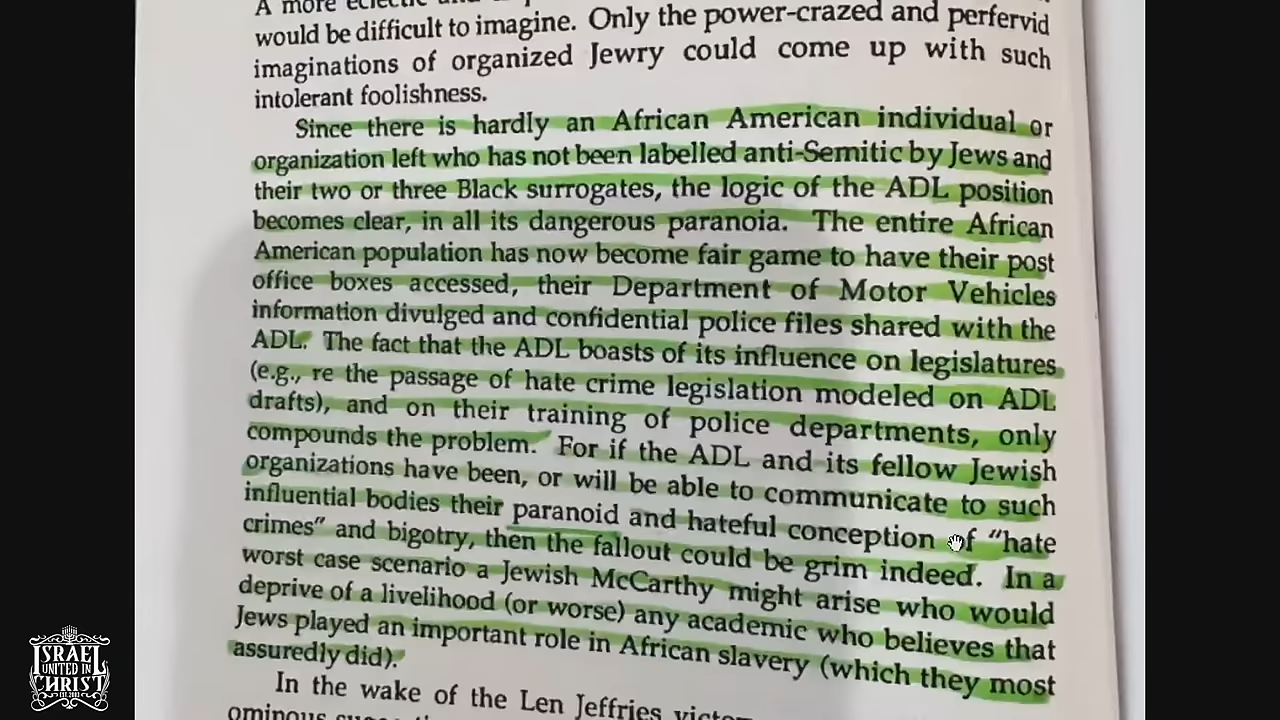 A more eclectic and
would be difficult to imagine. Only the power-crazed and perfervid
imaginations of organized Jewry could come up with such
intolerant foolishness.
Since there is hardly an African American individual or
organization left who has not been labelled anti-Semitic by Jews and
their two or three Black surrogates, the logic of the ADL position
becomes clear, in all its dangerous paranoia. The entire African
American population has now become fair game to have their post
office boxes accessed, their Department of Motor Vehicles
information divulged and confidential police files shared with the
ADL. The fact that the ADL boasts of its influence on legislatures
(e.g., re the passage of hate crime legislation modeled on ADL
drafts), and on their training of police departments, only
compounds the problem. For if the ADL and its fellow Jewish
organizations have been, or will be able to communicate to such
influential bodies their paranoid and hateful conception of "hate
crimes" and bigotry, then the fallout could be grim indeed. In a
worst case scenario a Jewish McCarthy might arise who would
deprive of a livelihood (or worse) any academic who believes that
Jews played an important role in African slavery (which they most
assuredly did).
In the wake of the Len Jeffries
ominous
ISRAEL
UNITED IN
CHRIST